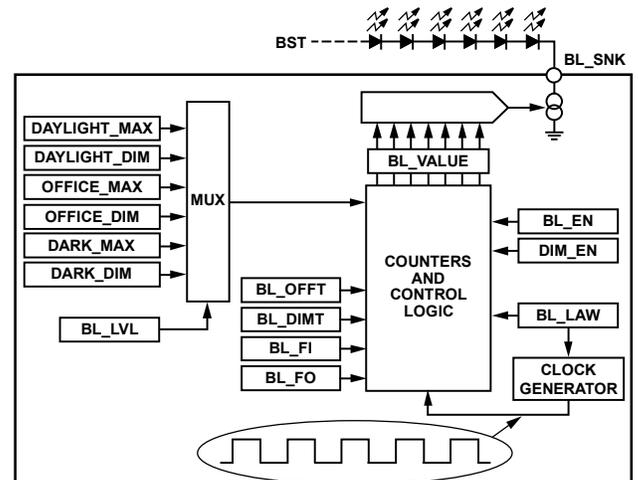 BST
BL_SNK
DAYLIGHT_MAX
DAYLIGHT_DIM
OFFICE_MAX
OFFICE_DIM
DARK_MAX
DARK_DIM
MUX
BL_LVL
BL_VALUE
COUNTERS
AND
CONTROL
LOGIC
BL_OFFT
BL_DIMT
BL_FI
BL_FO
BL_EN
DIM_EN
BL_LAW
CLOCK
GENERATOR